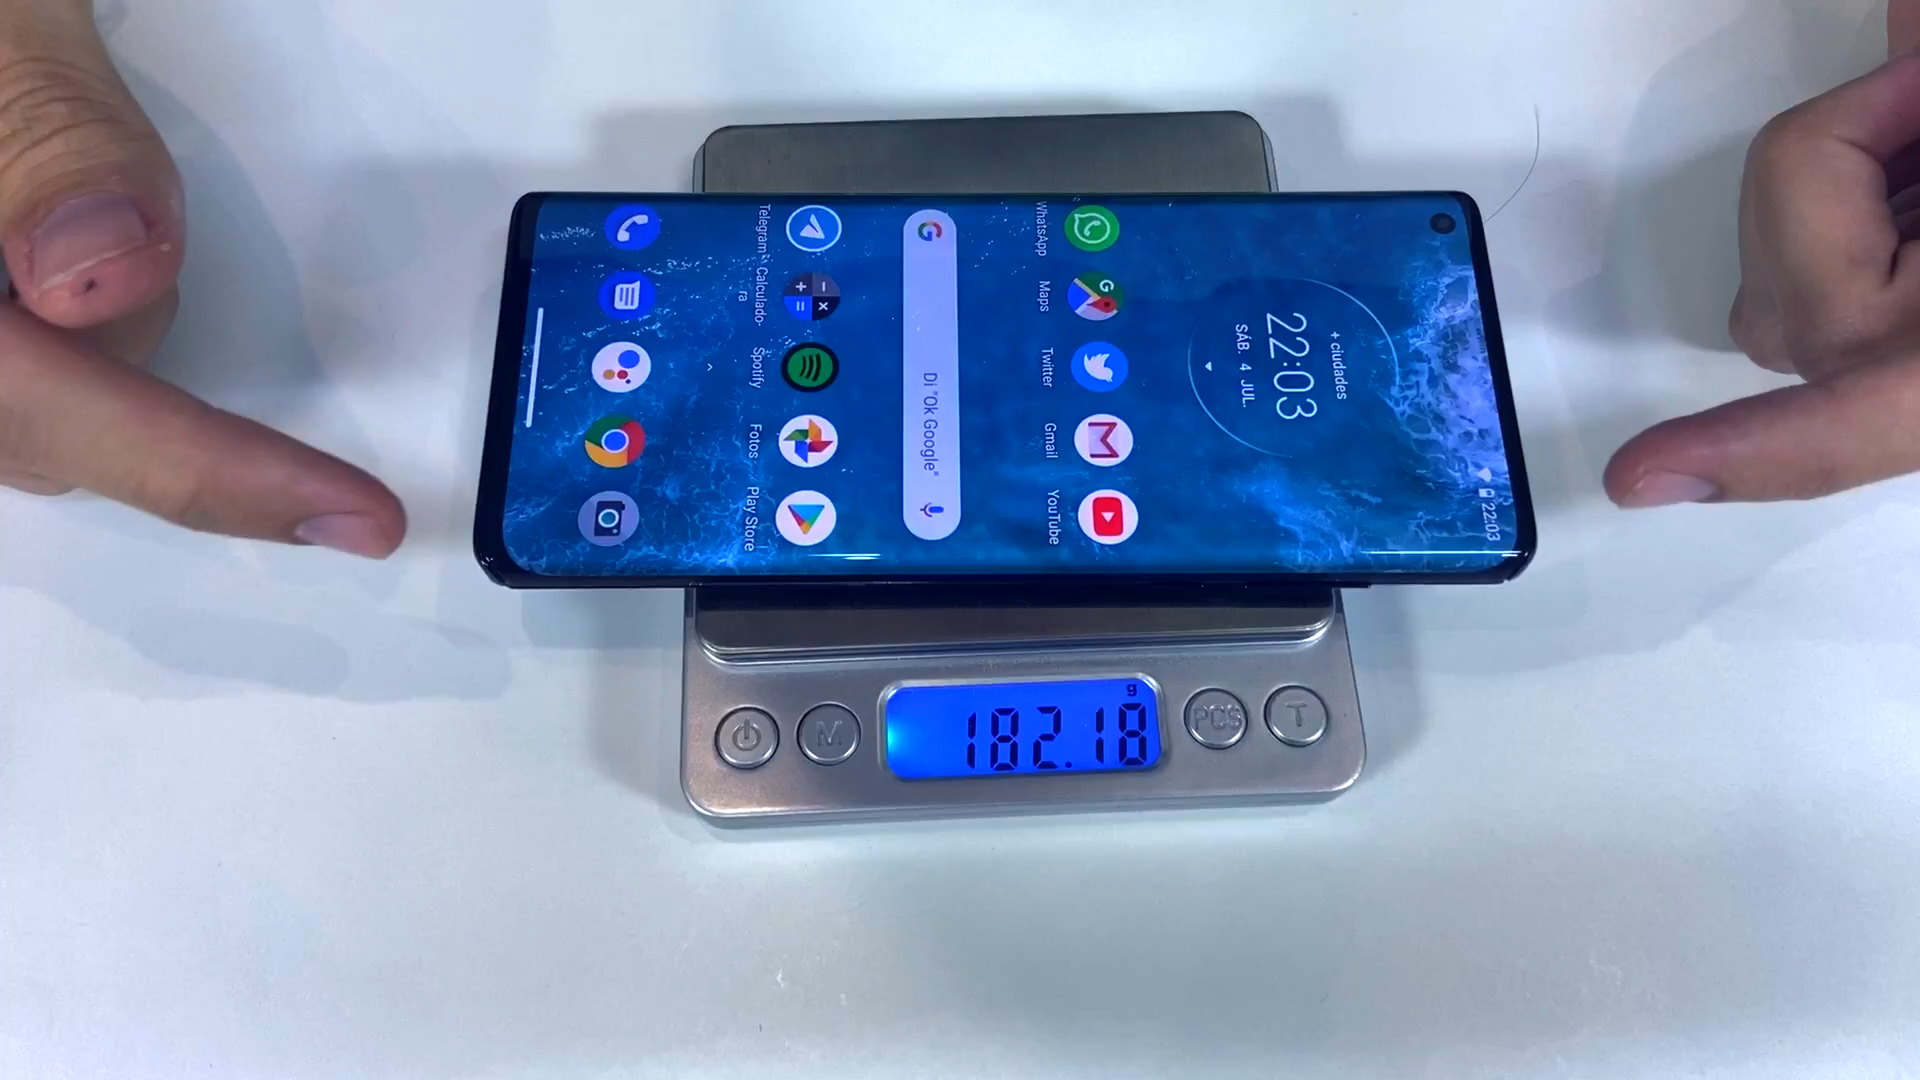 22:03
+ ciudades
22:03
SÁB. 4 JUL.
WhatsApp
Maps
Twitter
Gmail
YouTube
G
Di "Ok Google"
Telegram
Calculado-
ra
Spotify
Fotos
Play Store
g
182.18
M
PCS
T